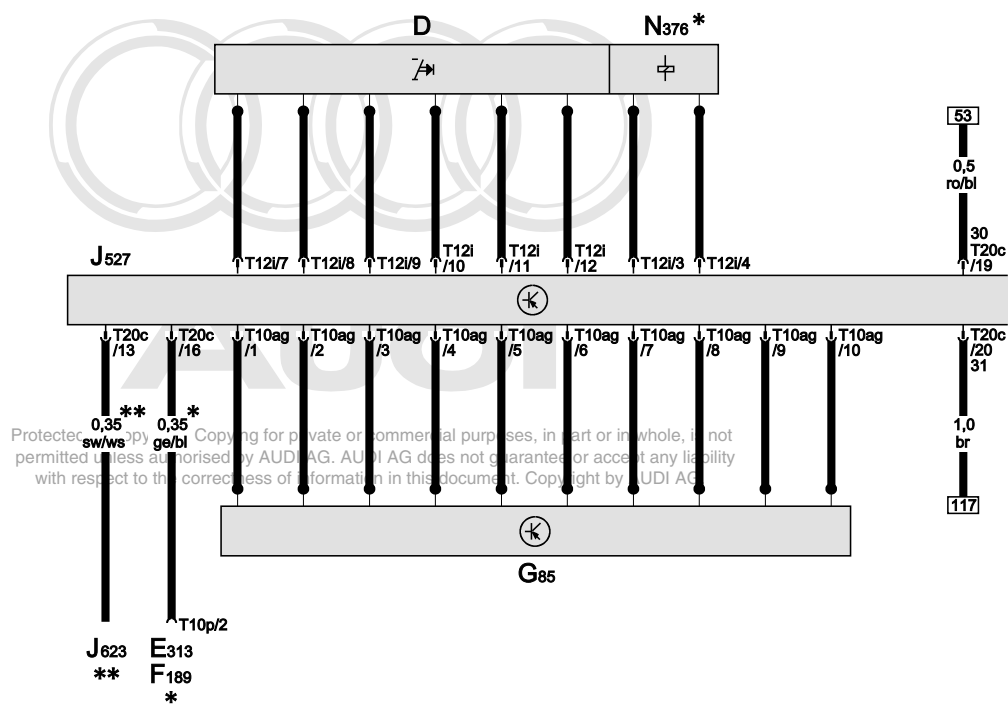 D
N376 *
53
0,5
ro/bl
30
T20c
/19
J527
T12i/7
T12i/8
T12i/9
T12i
/10
T12i
/11
T12i
/12
T12i/3
T12i/4
AUDI
T20c
/13
T20c
/16
T10ag
/1
T10ag
/2
T10ag
/3
T10ag
/4
T10ag
/5
T10ag
/6
T10ag
/7
T10ag
/8
T10ag
/9
T10ag
/10
T20c
/20
31
0,35 **
sw/ws
0,35 *
ge/bl
1,0
br
Protected by copyright. Copying for private or commercial purposes, in part or in whole, is not
permitted unless authorised by AUDI AG. AUDI AG does not guarantee or accept any liability
with respect to the correctness of information in this document. Copyright by AUDI AG.
117
G85
T10p/2
J623
**
E313
F189
*